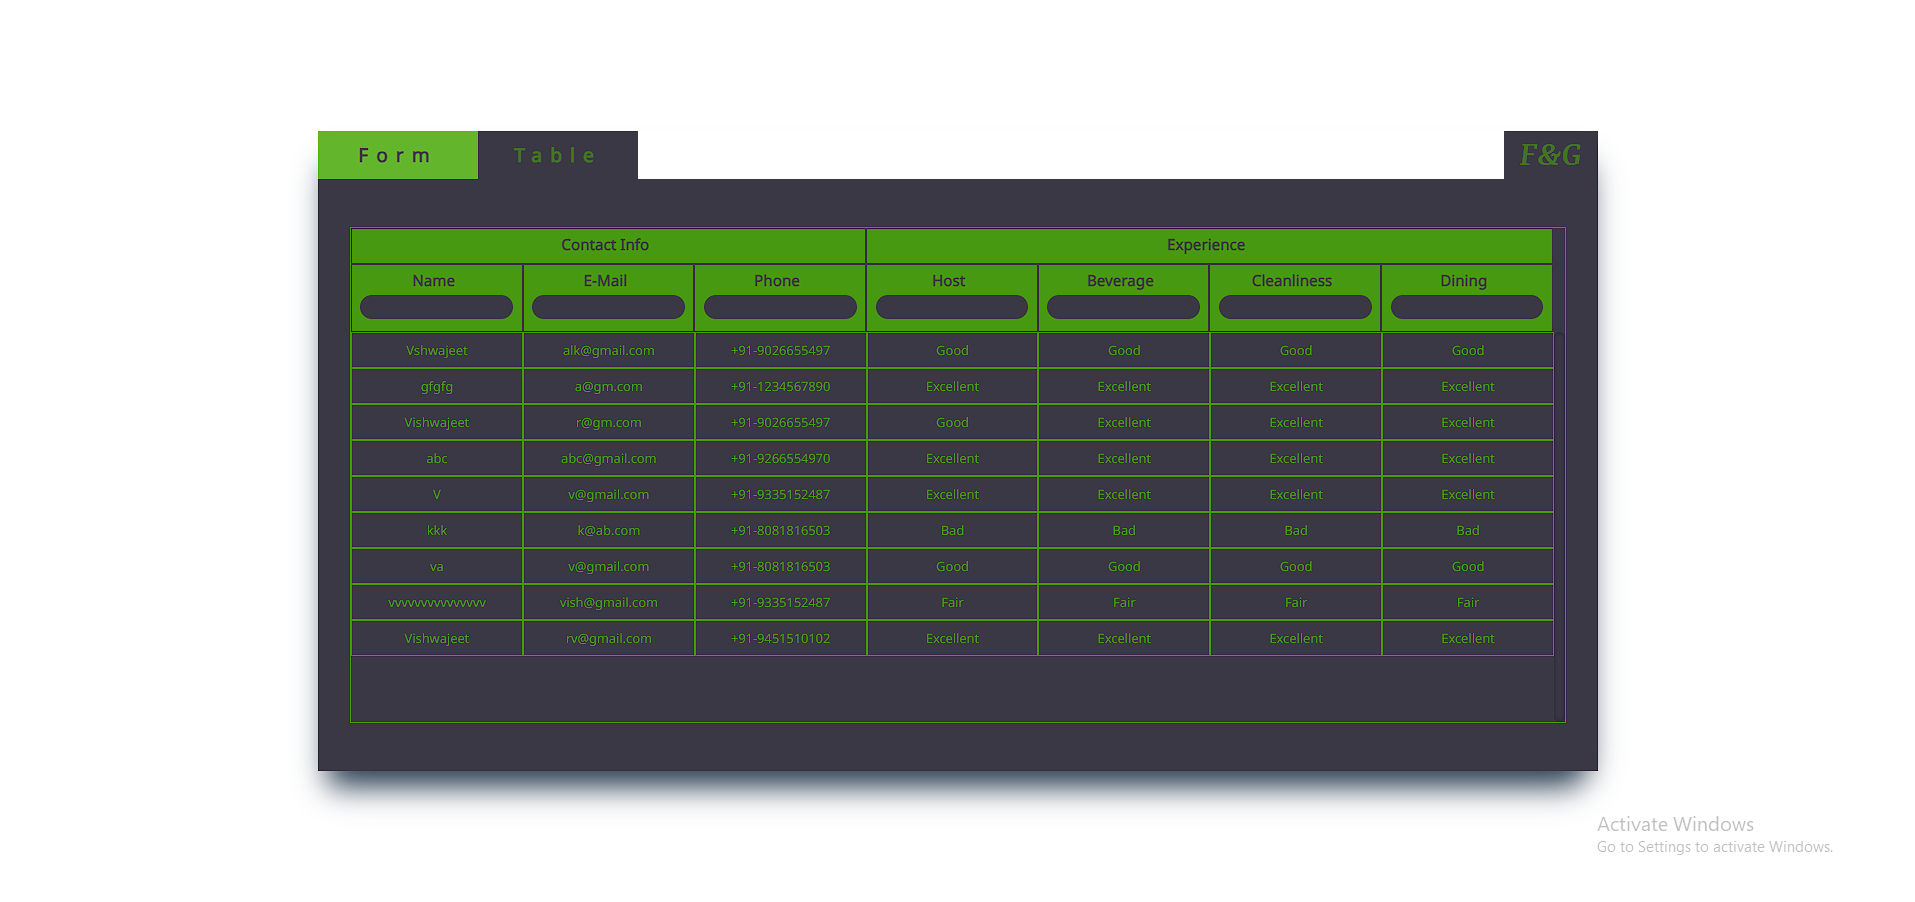 Form Table F&G
Contact Info Experience
Name E-Mail Phone Host Beverage Cleanliness Dining
Vshwajeet alk@gmail.com +91-9026655497 Good Good Good Good
gfgfg a@gm.com +91-1234567890 Excellent Excellent Excellent Excellent
Vishwajeet r@gm.com +91-9026655497 Good Excellent Excellent Excellent
abc abc@gmail.com +91-9266554970 Excellent Excellent Excellent Excellent
V v@gmail.com +91-9335152487 Excellent Excellent Excellent Excellent
kkk k@ab.com +91-8081816503 Bad Bad Bad Bad
va v@gmail.com +91-8081816503 Good Good Good Good
vvvvvvvvvvvvvvv vish@gmail.com +91-9335152487 Fair Fair Fair Fair
Vishwajeet rv@gmail.com +91-9451510102 Excellent Excellent Excellent Excellent
Activate Windows
Go to Settings to activate Windows.